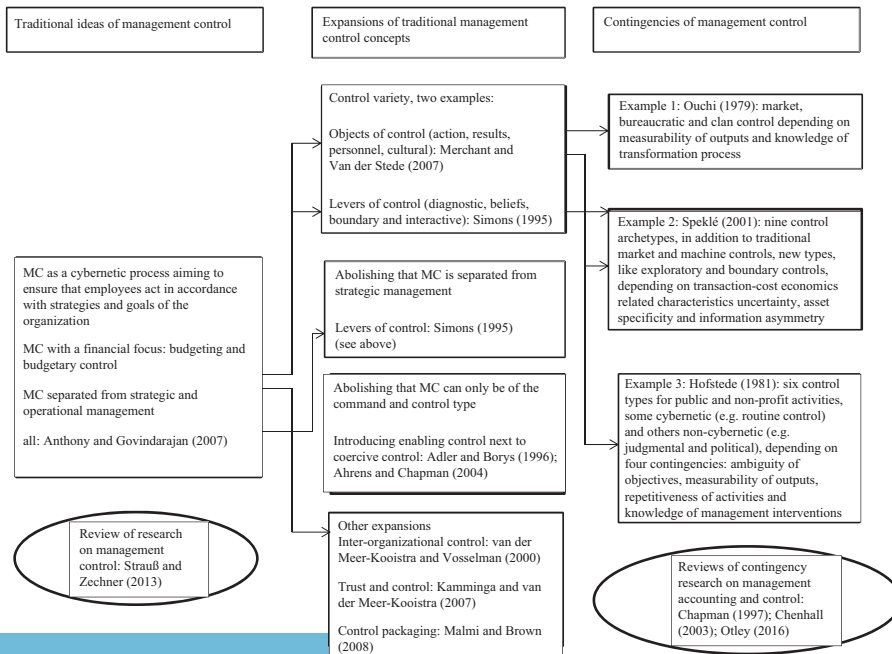 Traditional ideas of management control
Expansions of traditional management
control concepts
Contingencies of management control
MC as a cybernetic process aiming to
ensure that employees act in accordance
with strategies and goals of the
organization
MC with a financial focus: budgeting and
budgetary control
MC separated from strategic and
operational management
all: Anthony and Govindarajan (2007)
Review of research
on management
control: Strauß and
Zechner (2013)
Control variety, two examples:
Objects of control (action, results,
personnel, cultural): Merchant and
Van der Stede (2007)
Levers of control (diagnostic, beliefs,
boundary and interactive): Simons (1995)
Abolishing that MC is separated from
strategic management
Levers of control: Simons (1995)
(see above)
Abolishing that MC can only be of the
command and control type
Introducing enabling control next to
coercive control: Adler and Borys (1996);
Ahrens and Chapman (2004)
Other expansions
Inter-organizational control: van der
Meer-Kooistra and Vosselman (2000)
Trust and control: Kamminga and van
der Meer-Kooistra (2007)
Control packaging: Malmi and Brown
(2008)
Example 1: Ouchi (1979): market,
bureaucratic and clan control depending on
measurability of outputs and knowledge of
transformation process
Example 2: Speklé (2001): nine control
archetypes, in addition to traditional
market and machine controls, new types,
like exploratory and boundary controls,
depending on transaction-cost economics
related characteristics uncertainty, asset
specificity and information asymmetry
Example 3: Hofstede (1981): six control
types for public and non-profit activities,
some cybernetic (e.g. routine control)
and others non-cybernetic (e.g.
judgmental and political), depending on
four contingencies: ambiguity of
objectives, measurability of outputs,
repetitiveness of activities and
knowledge of management interventions
Reviews of contingency
research on management
accounting and control:
Chapman (1997); Chenhall
(2003); Otley (2016)